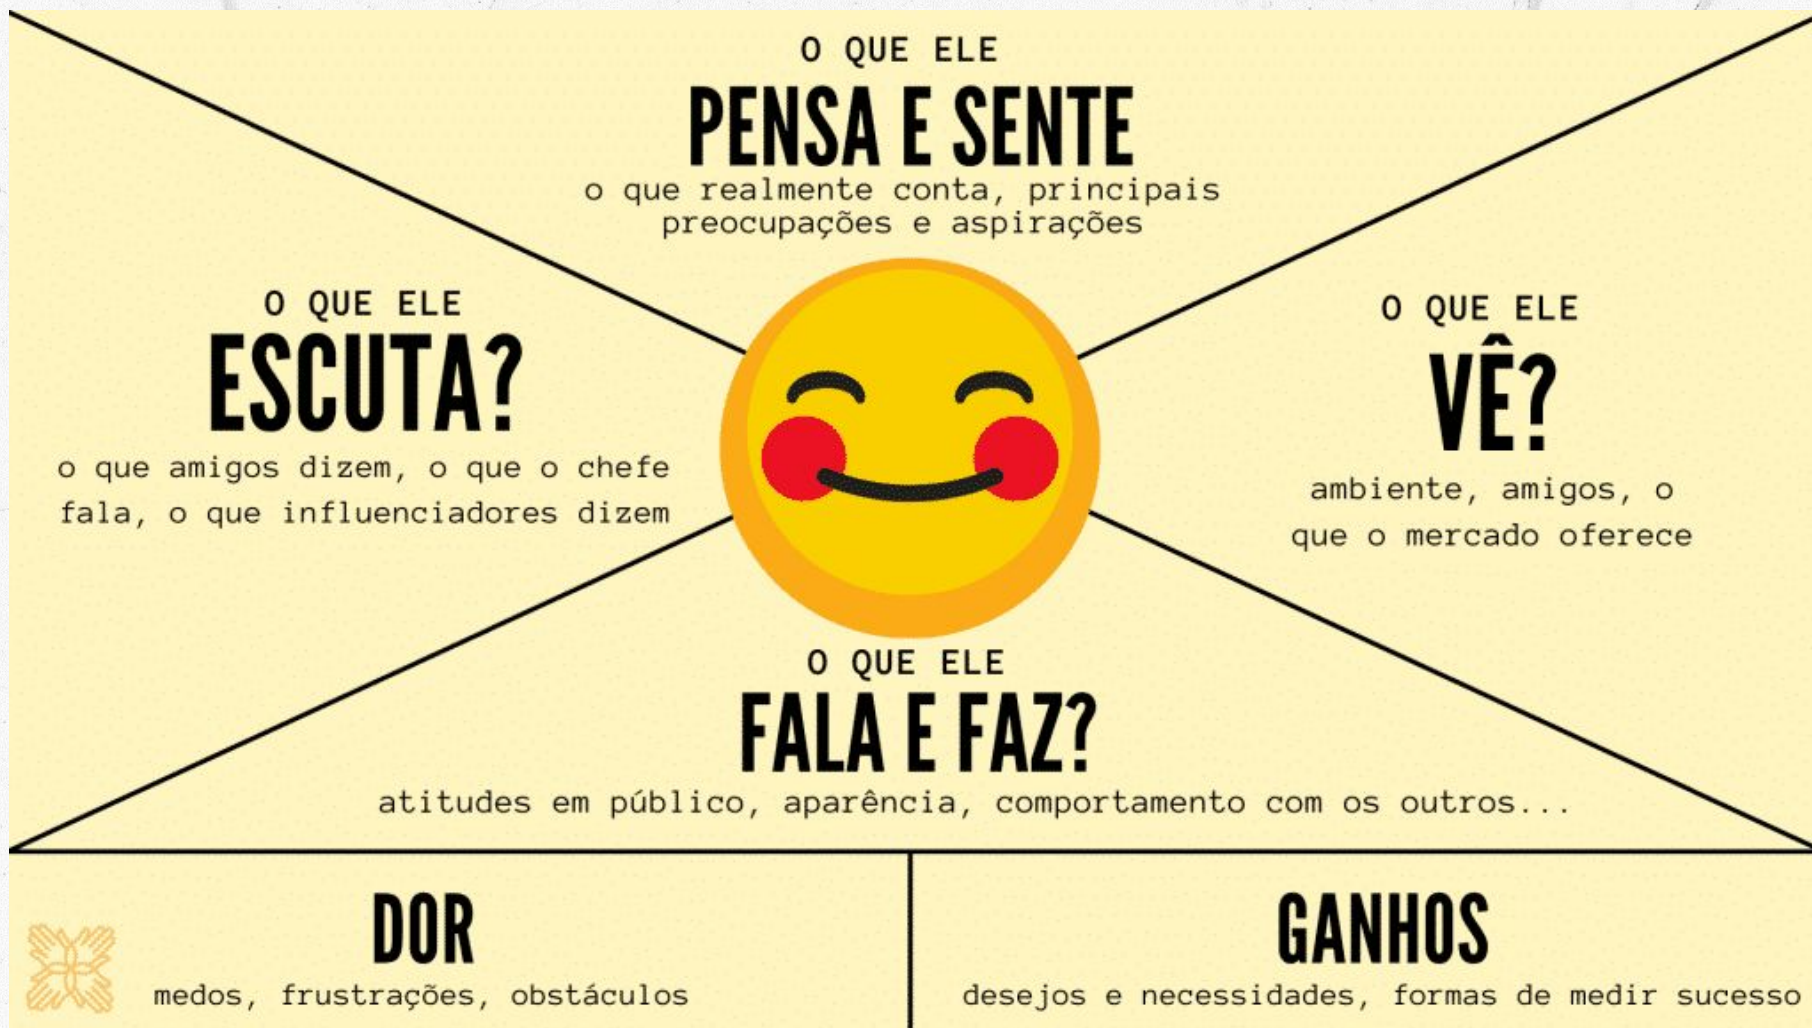 O QUE ELE
PENSA E SENTE
o que realmente conta, principais
preocupações e aspirações
O QUE ELE
ESCUTA?
o que amigos dizem, o que o chefe
fala, o que influenciadores dizem
O QUE ELE
VÊ?
ambiente, amigos, o
que o mercado oferece
O QUE ELE
FALA E FAZ?
atitudes em público, aparência, comportamento com os outros...
DOR
medos, frustrações, obstáculos
GANHOS
desejos e necessidades, formas de medir sucesso